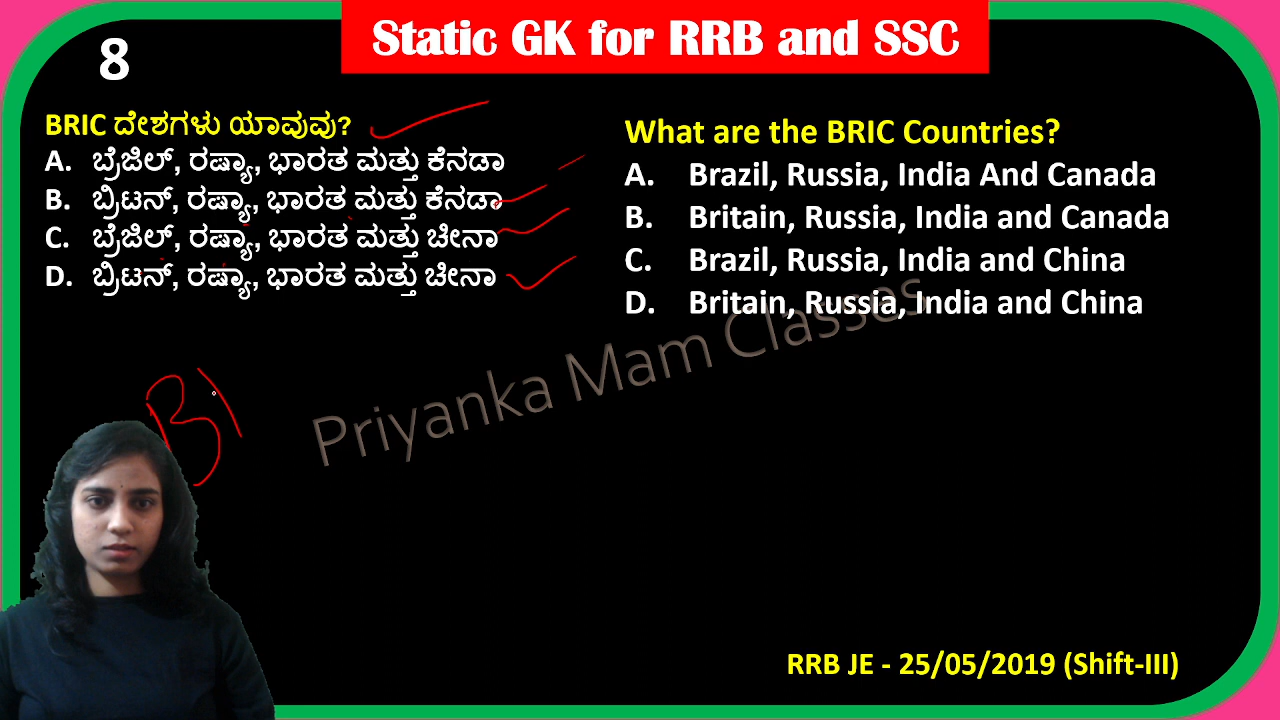 Static GK for RRB and SSC
8
BRIC ದೇಶಗಳು ಯಾವುವು?
A. ಬ್ರೆಜಿಲ್, ರಷ್ಯಾ, ಭಾರತ ಮತ್ತು ಕೆನಡಾ
B. ಬ್ರಿಟನ್, ರಷ್ಯಾ, ಭಾರತ ಮತ್ತು ಕೆನಡಾ
C. ಬ್ರೆಜಿಲ್, ರಷ್ಯಾ, ಭಾರತ ಮತ್ತು ಚೀನಾ
D. ಬ್ರಿಟನ್, ರಷ್ಯಾ, ಭಾರತ ಮತ್ತು ಚೀನಾ
What are the BRIC Countries?
A. Brazil, Russia, India And Canada
B. Britain, Russia, India and Canada
C. Brazil, Russia, India and China
D. Britain, Russia, India and China
Priyanka Mam Classes
BI
RRB JE - 25/05/2019 (Shift-III)